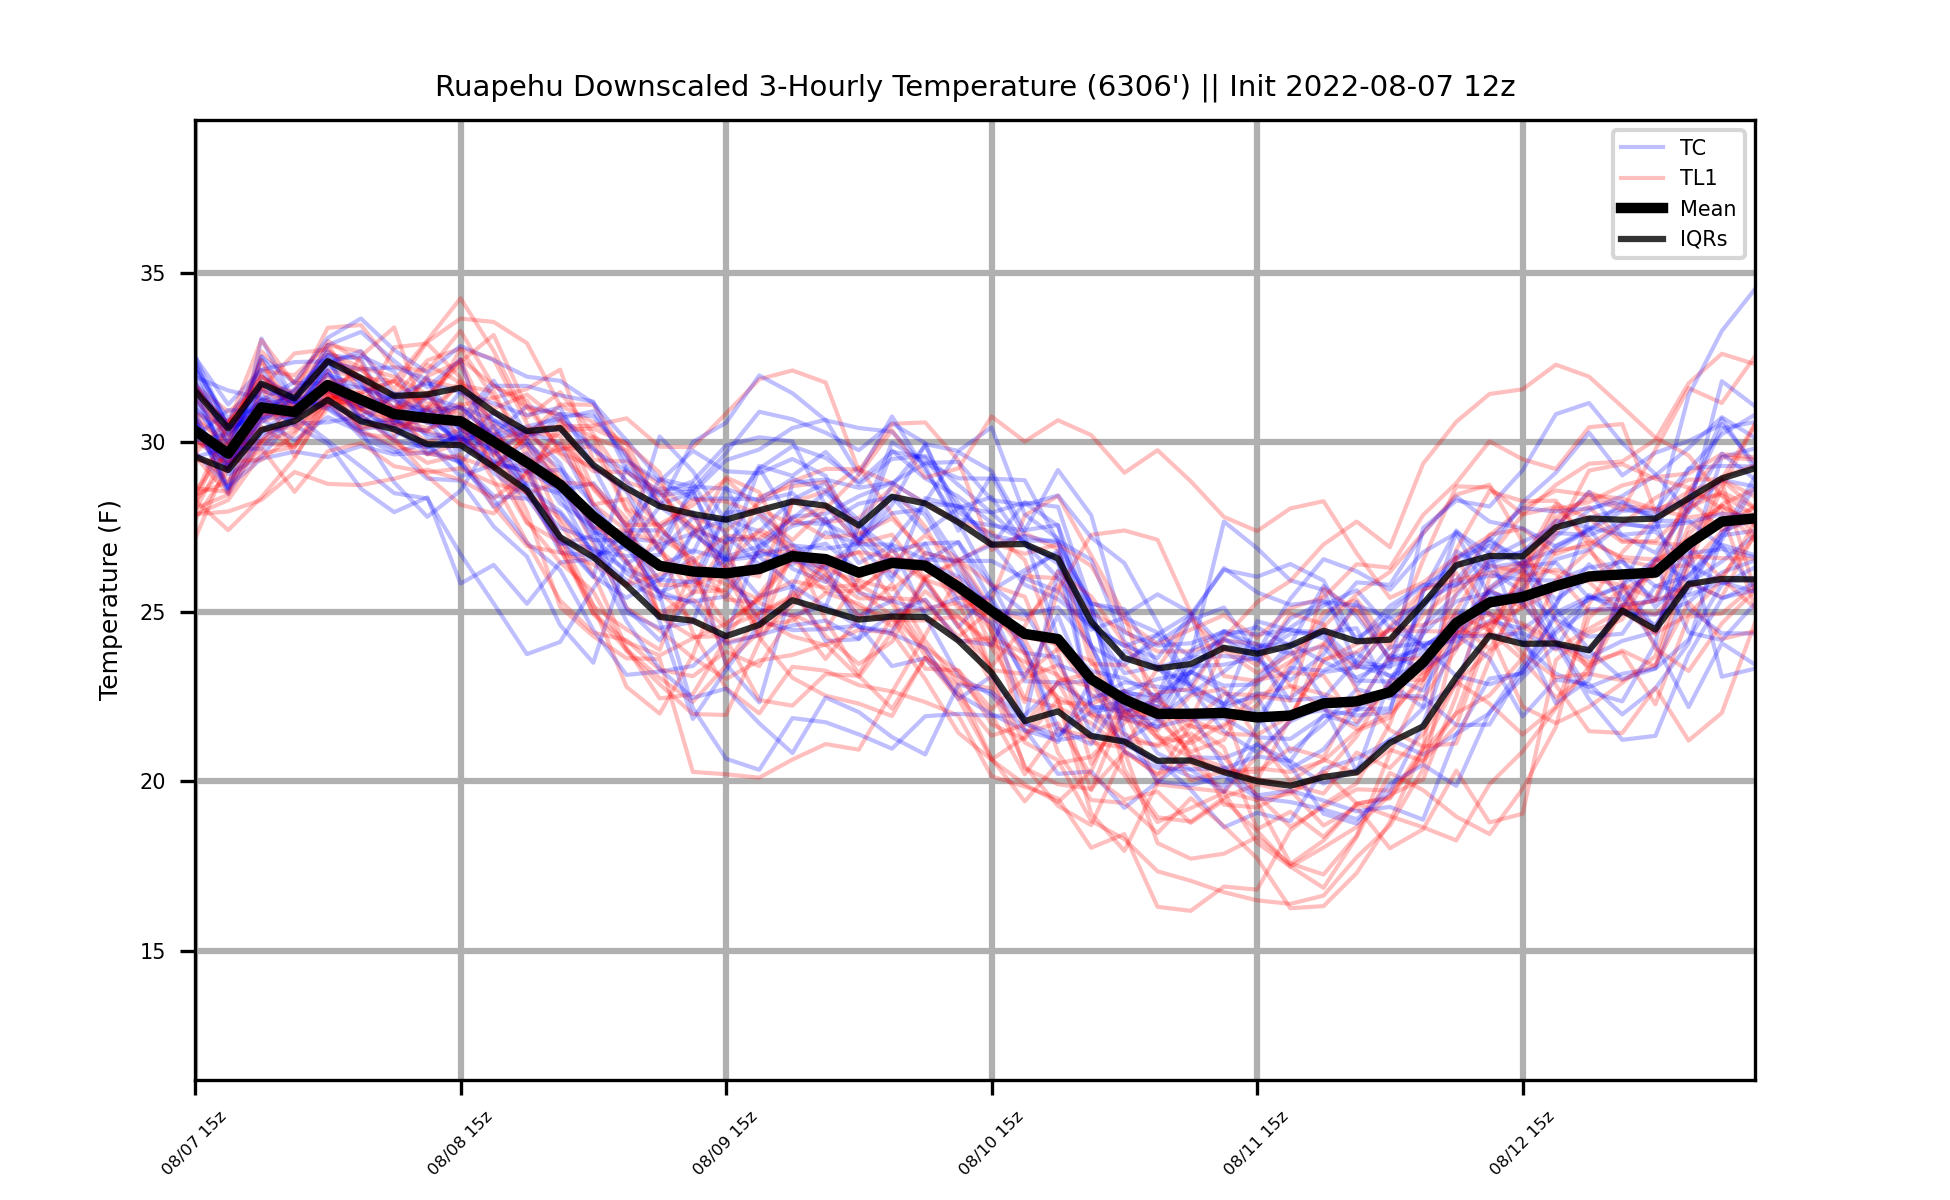 Ruapehu Downscaled 3-Hourly Temperature (6306') || Init 2022-08-07 12z
TC
TL1
Mean
IQRs
Temperature (F)
35
30
25
20
15
08/07 15z
08/08 15z
08/09 15z
08/10 15z
08/11 15z
08/12 15z